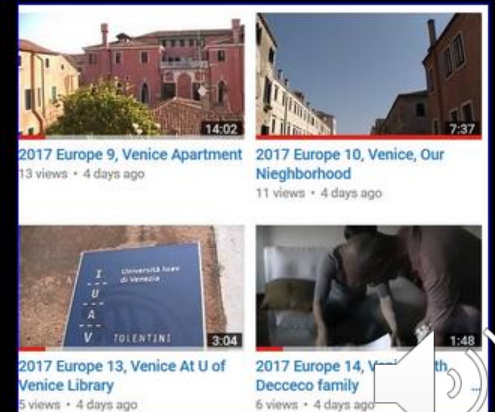 14:02
7:37
2017 Europe 9, Venice Apartment
13 views • 4 days ago
2017 Europe 10, Venice, Our
Nieghborhood
11 views • 4 days ago
I
U
A
V
Università Iuav
di Venezia
TOLENTINI
3:04
1:48
2017 Europe 13, Venice At U of
Venice Library
5 views • 4 days ago
2017 Europe 14,
Decceco family
6 views • 4 days ago